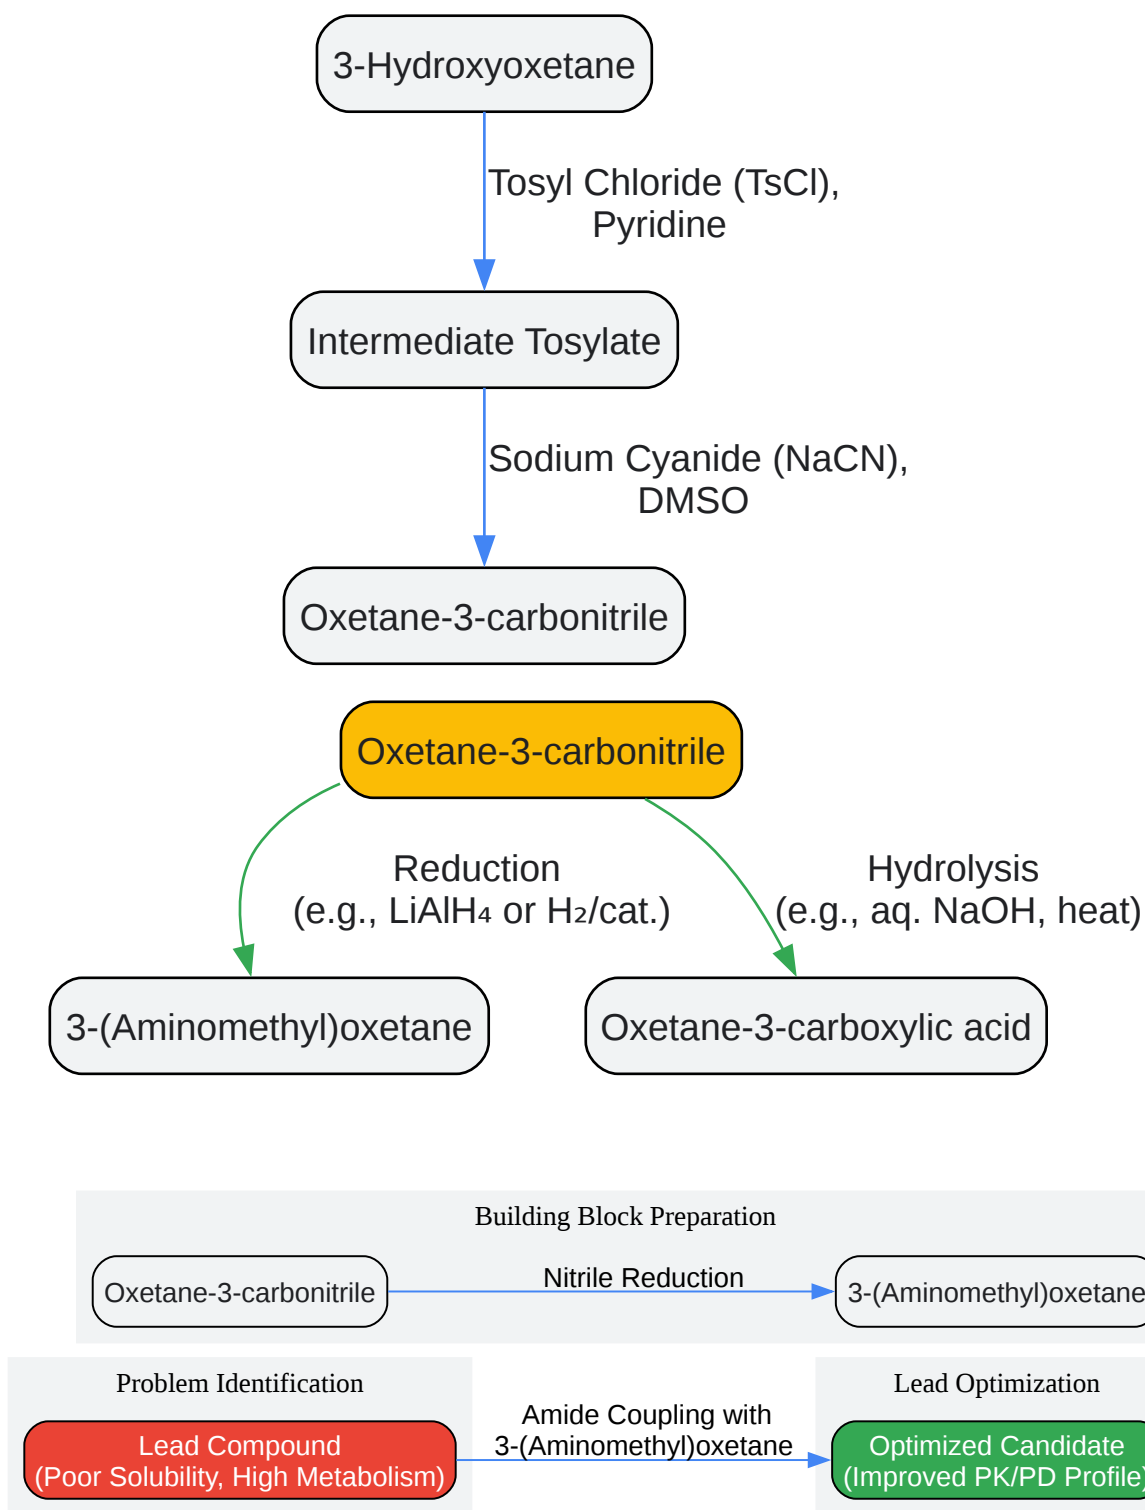 3-Hydroxyoxetane
Tosyl Chloride (TsCl),
Pyridine
Intermediate Tosylate
Sodium Cyanide (NaCN),
DMSO
Oxetane-3-carbonitrile
Oxetane-3-carbonitrile
Reduction
(e.g., LiAlH₄ or H₂/cat.)
Hydrolysis
(e.g., aq. NaOH, heat)
3-(Aminomethyl)oxetane
Oxetane-3-carboxylic acid
Building Block Preparation
Oxetane-3-carbonitrile
Nitrile Reduction
3-(Aminomethyl)oxetane
Problem Identification
Lead Compound
(Poor Solubility, High Metabolism)
Amide Coupling with
3-(Aminomethyl)oxetane
Lead Optimization
Optimized Candidate
(Improved PK/PD Profile)